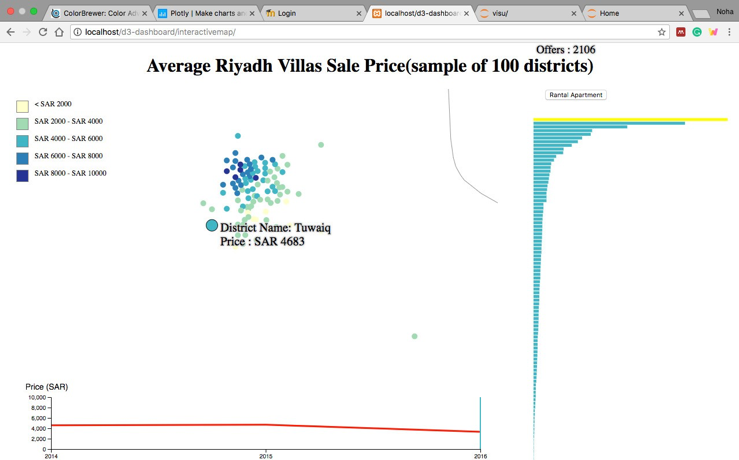 ColorBrewer: Color Ad
Plotly | Make charts an
Login
localhost/d3-dashboar
visu/
Home
Noha
localhost/d3-dashboard/interactivemap/
Offers : 2106
Average Riyadh Villas Sale Price(sample of 100 districts)
Rantal Apartment
< SAR 2000
SAR 2000 - SAR 4000
SAR 4000 - SAR 6000
SAR 6000 - SAR 8000
SAR 8000 - SAR 10000
District Name: Tuwaiq
Price : SAR 4683
Price (SAR)
10,000
8,000
6,000
4,000
2,000
0
2014
2015
2016